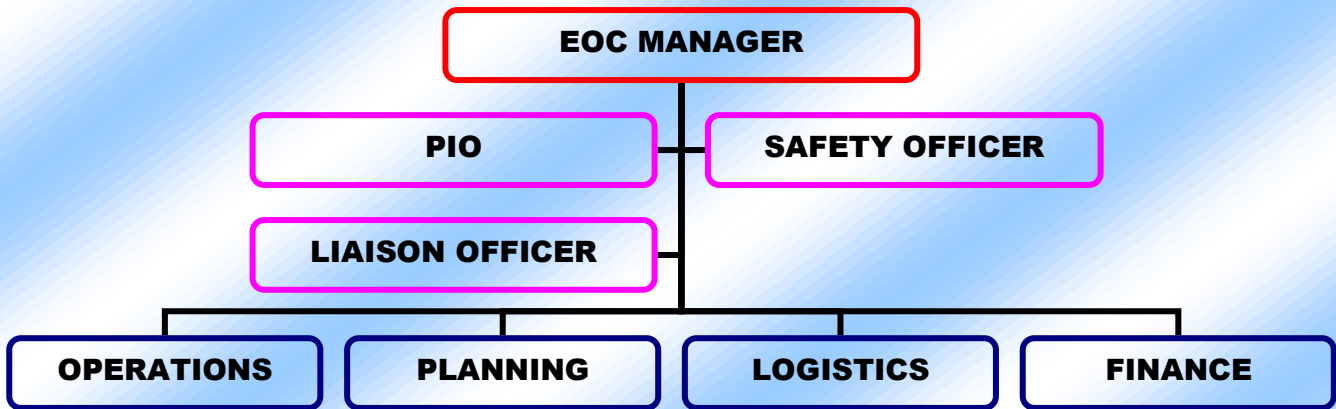 EOC MANAGER
PIO
SAFETY OFFICER
LIAISON OFFICER
OPERATIONS
PLANNING
LOGISTICS
FINANCE